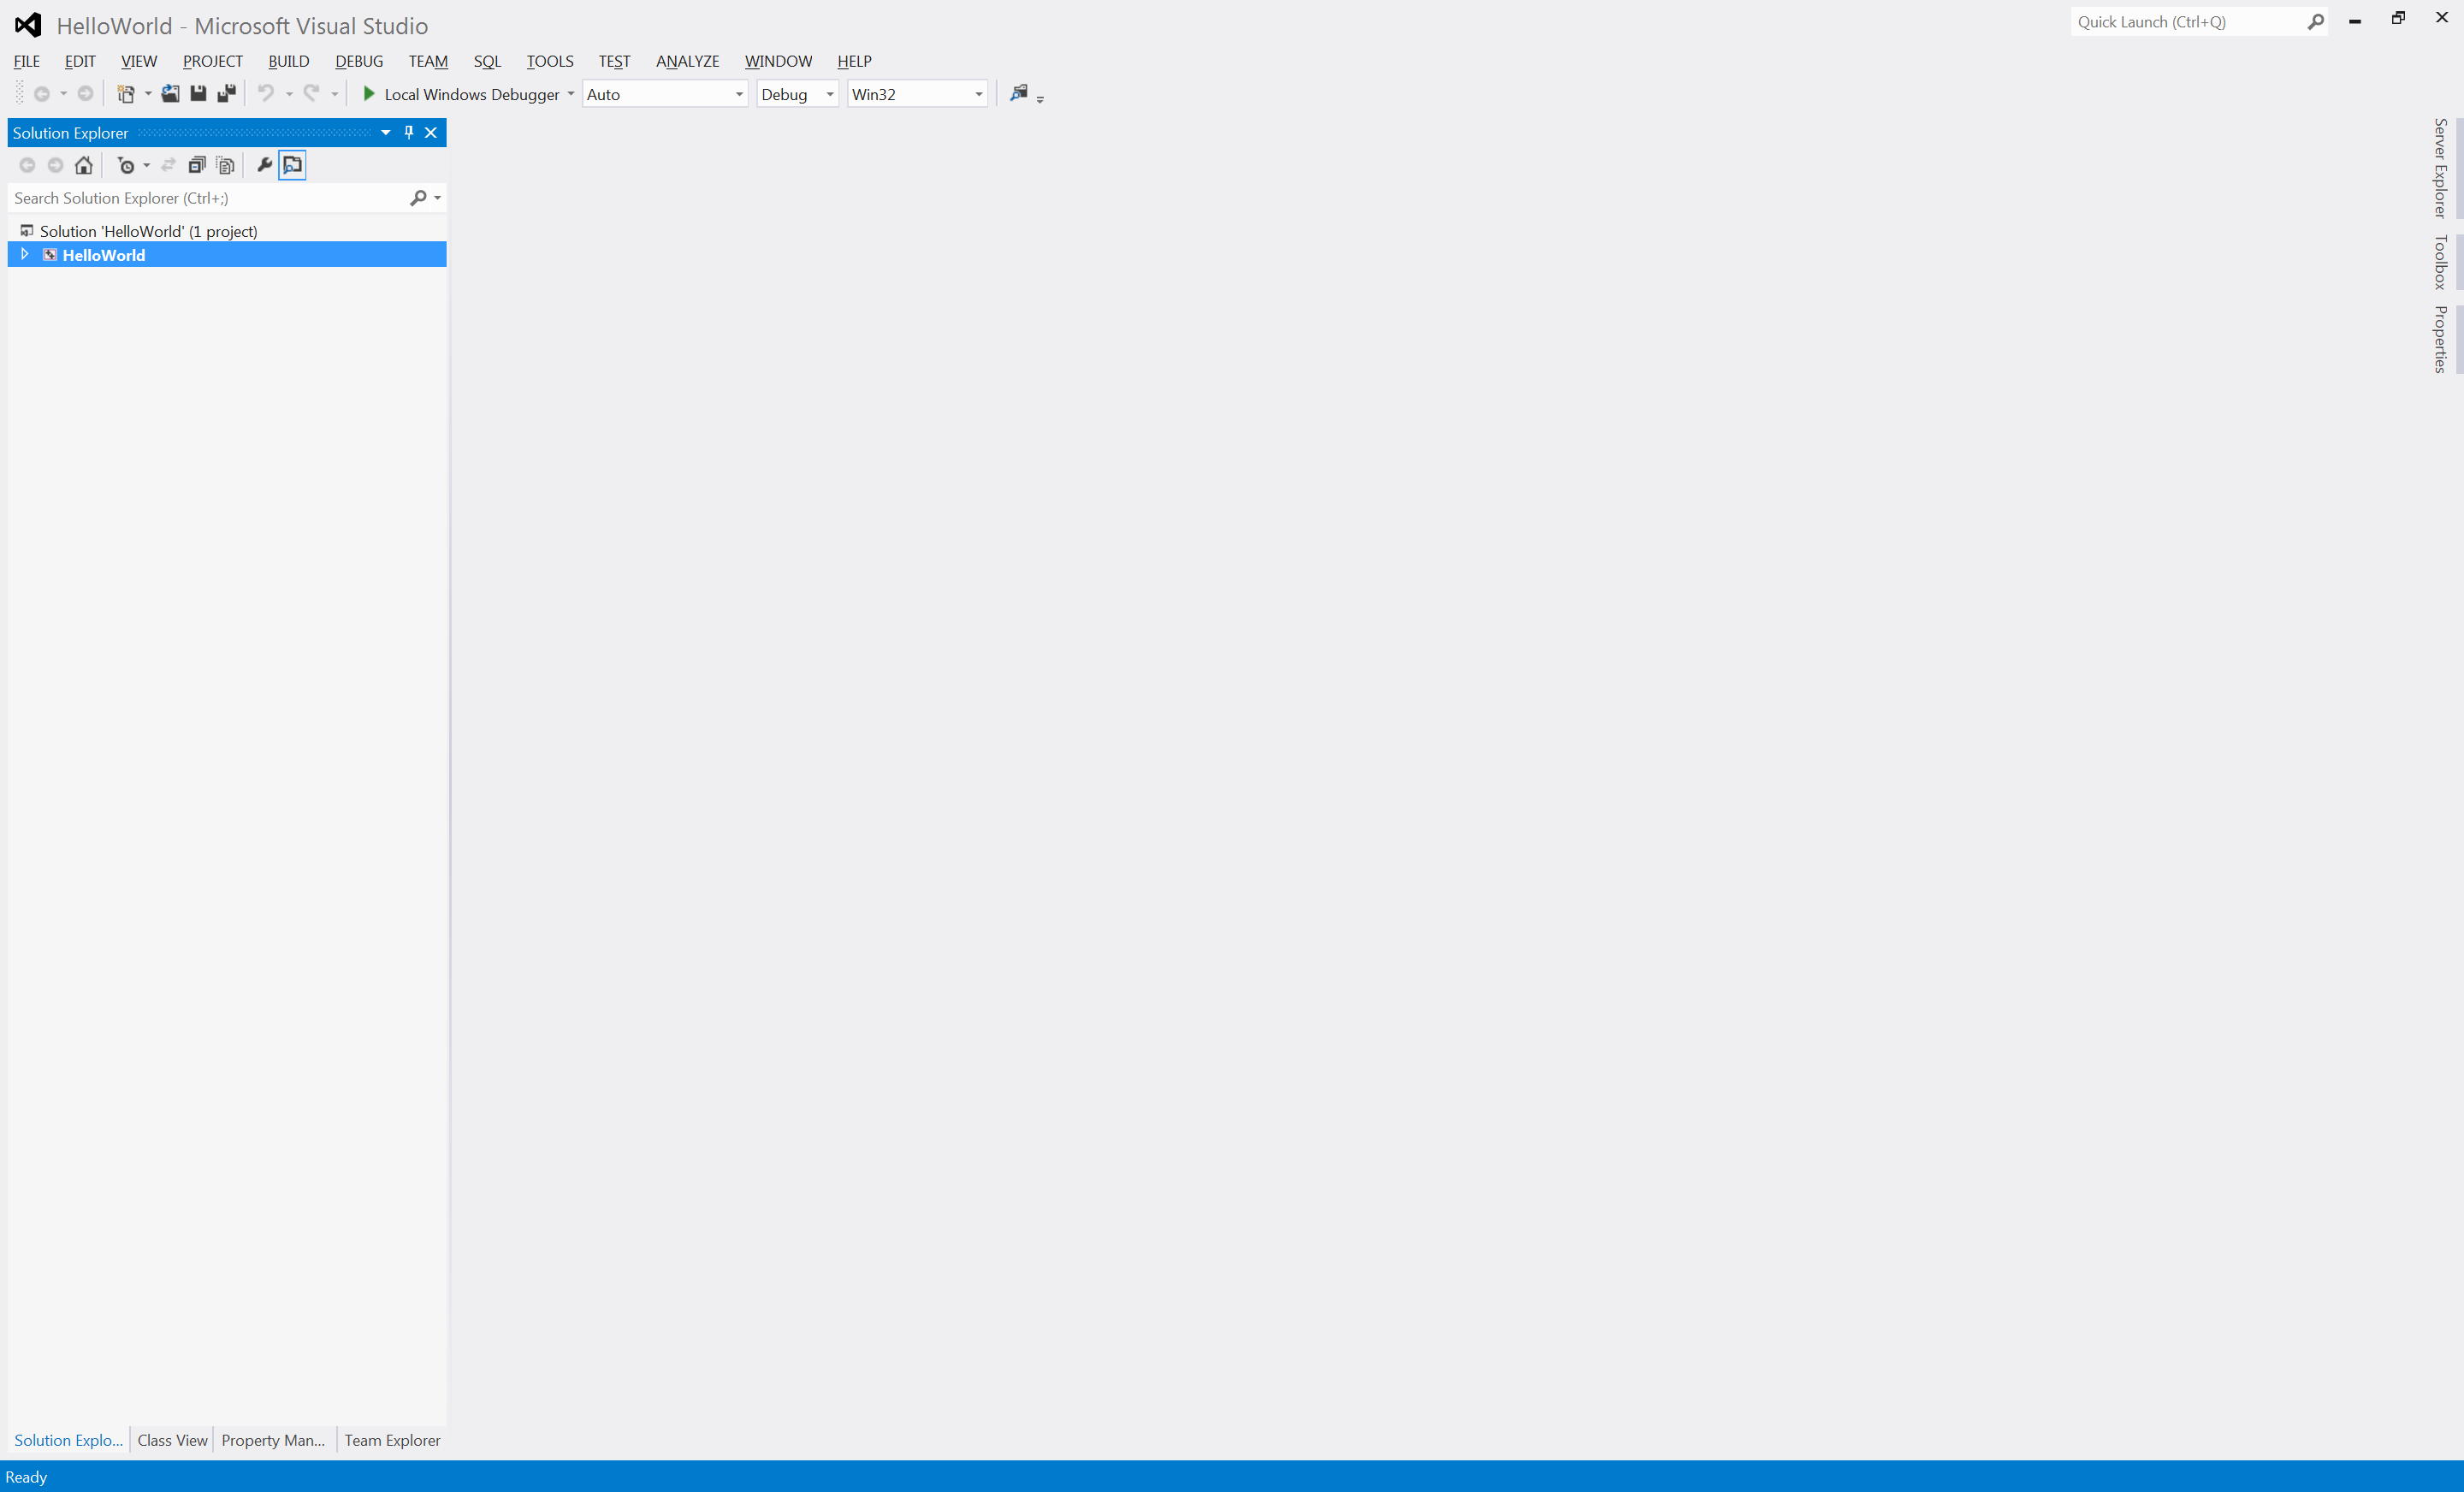 HelloWorld - Microsoft Visual Studio
Quick Launch (Ctrl+Q)
FILE EDIT VIEW PROJECT BUILD DEBUG TEAM SQL TOOLS TEST ANALYZE WINDOW HELP
Local Windows Debugger Auto Debug Win32
Solution Explorer
Search Solution Explorer (Ctrl+;)
Solution 'HelloWorld' (1 project)
HelloWorld
Server Explorer
Toolbox
Properties
Solution Explo... Class View Property Man... Team Explorer
Ready